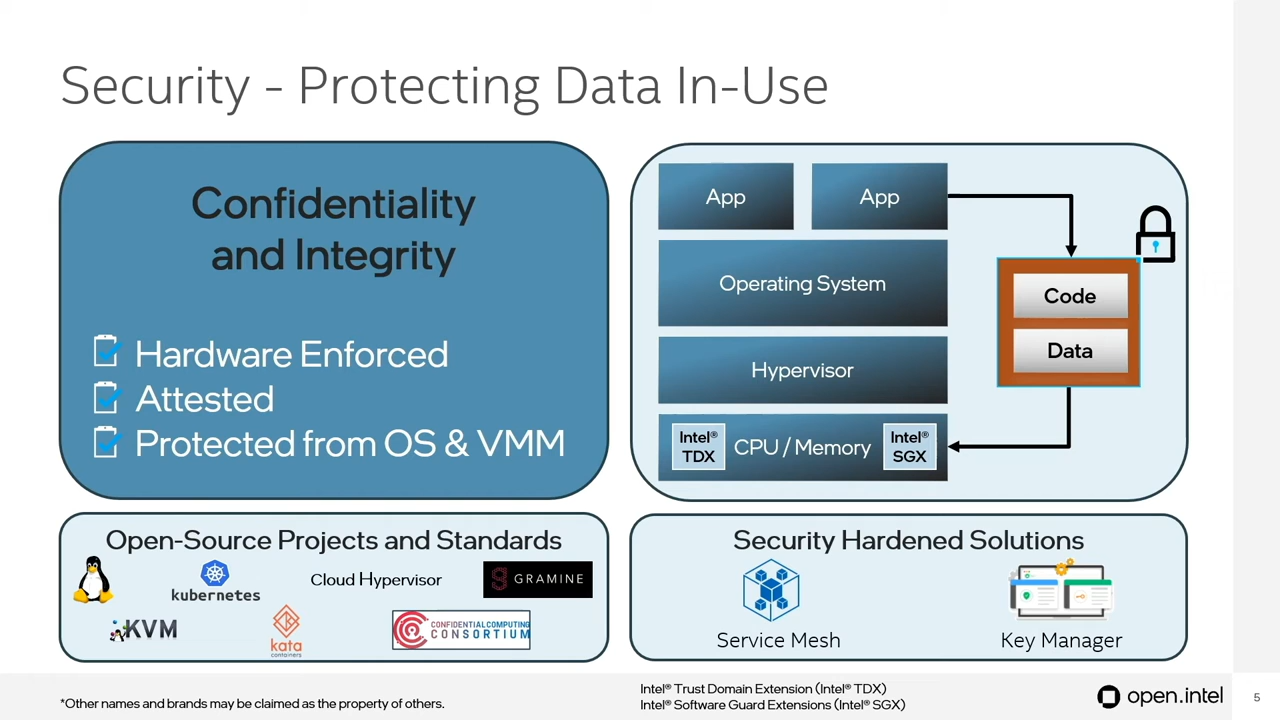 Security - Protecting Data In-Use
Confidentiality
and Integrity
Hardware Enforced
Attested
Protected from OS & VMM
App
App
Operating System
Hypervisor
Intel®
TDX
CPU / Memory
Intel®
SGX
Code
Data
Open-Source Projects and Standards
kubernetes
Cloud Hypervisor
GRAMINE
KVM
kata
containers
CONFIDENTIAL COMPUTING
CONSORTIUM
Security Hardened Solutions
Service Mesh
Key Manager
*Other names and brands may be claimed as the property of others.
Intel® Trust Domain Extension (Intel® TDX)
Intel® Software Guard Extensions (Intel® SGX)
open.intel
5